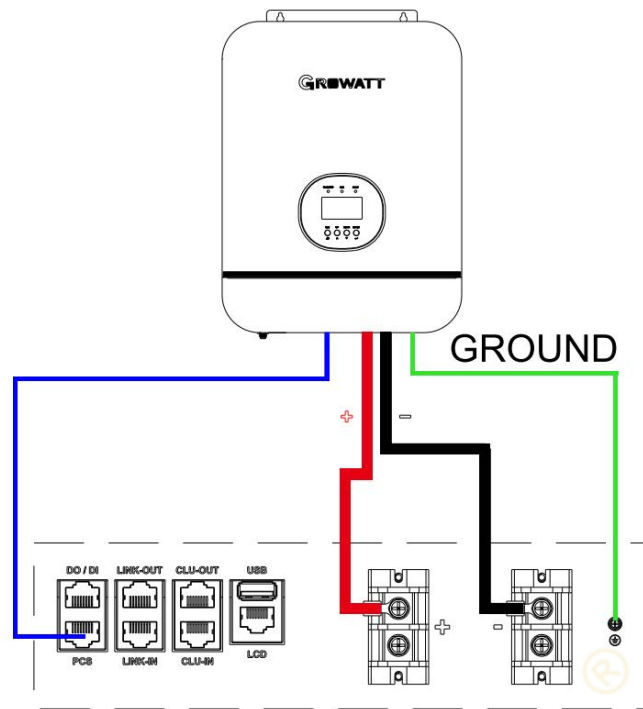 GROWATT
GROUND
+ -
DO / DI LINK-OUT CLU-OUT USB
PCS LINK-IN CLU-IN LCD
+ -
R